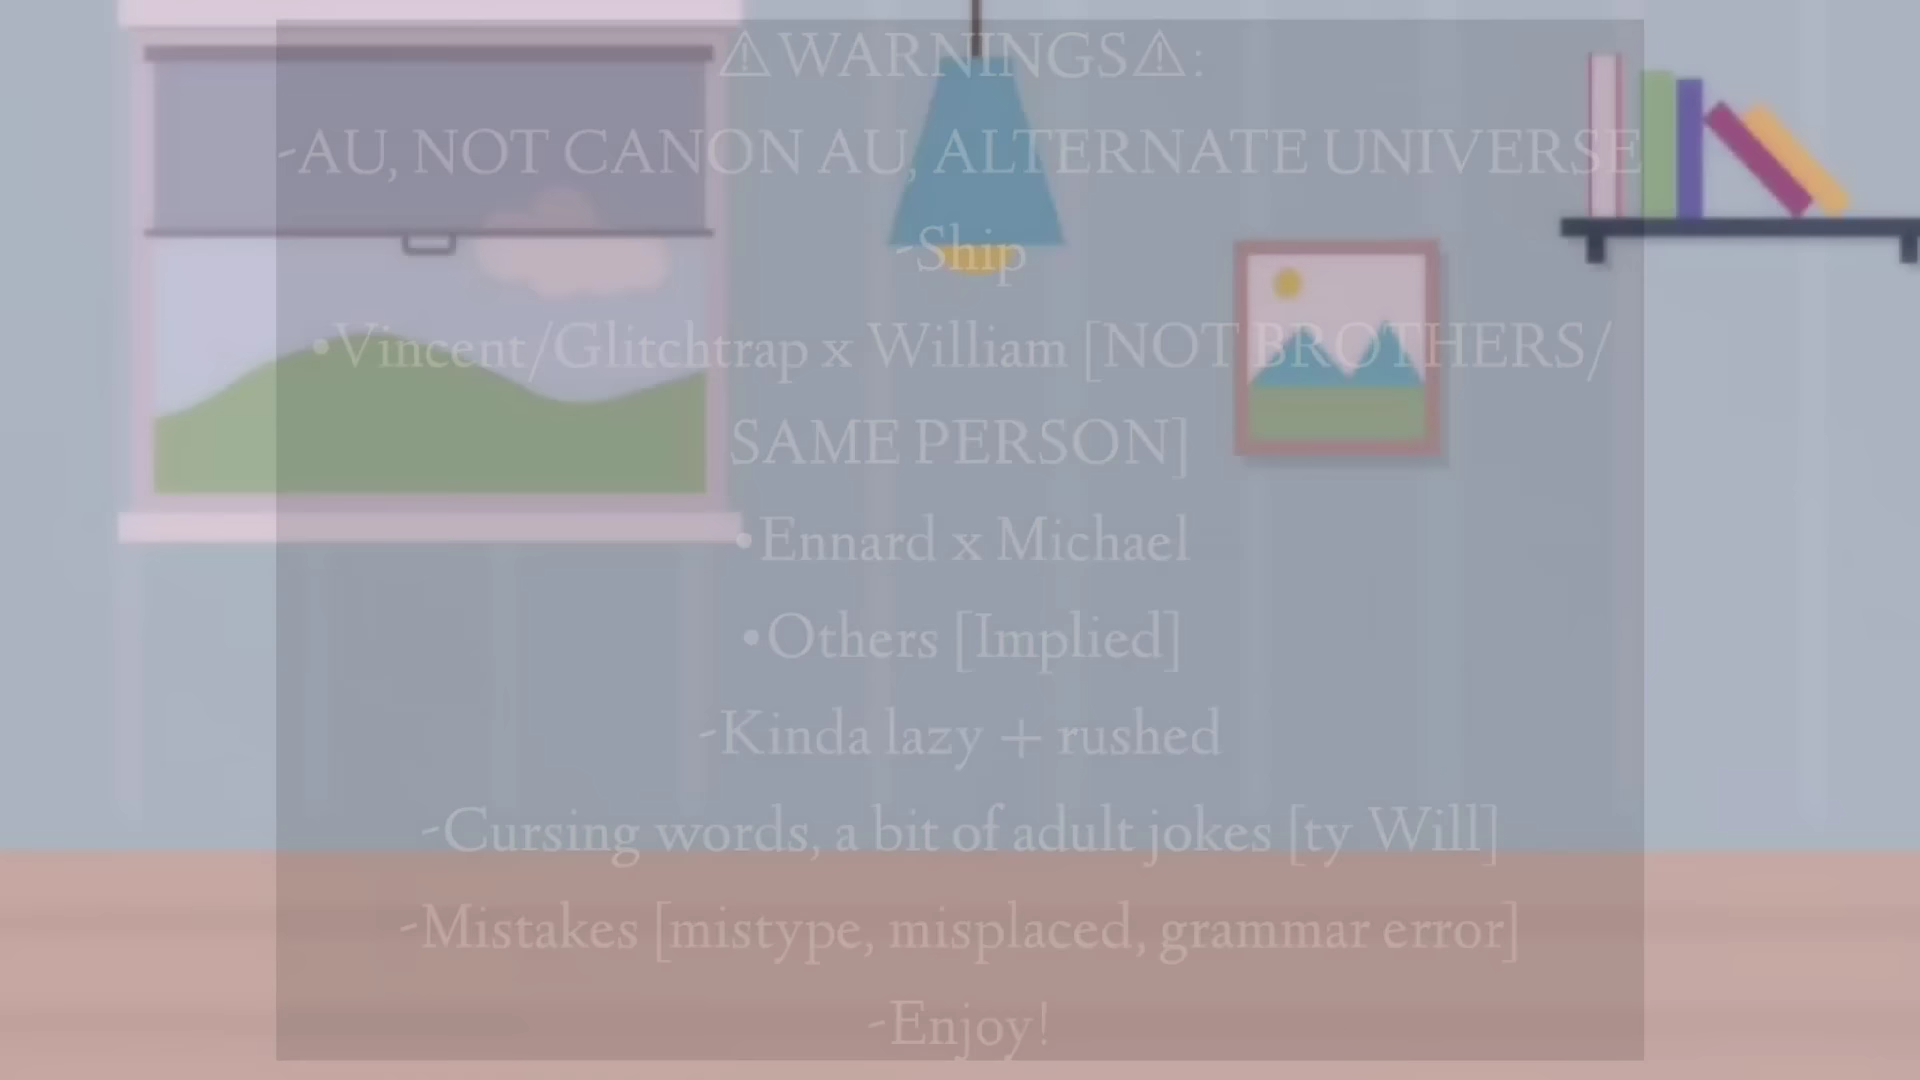 ⚠WARNINGS⚠:
-AU, NOT CANON AU, ALTERNATE UNIVERSE
-Ship
•Vincent/Glitchtrap x William [NOT BROTHERS/
SAME PERSON]
•Ennard x Michael
•Others [Implied]
-Kinda lazy + rushed
-Cursing words, a bit of adult jokes [ty Will]
-Mistakes [mistype, misplaced, grammar error]
-Enjoy!